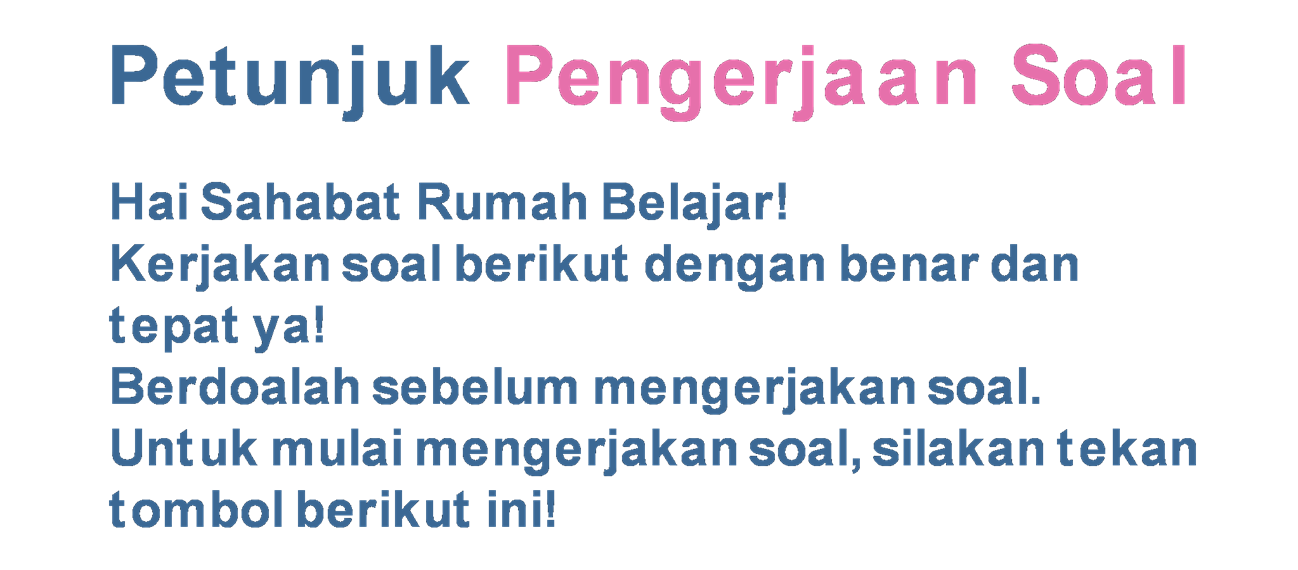 Petunjuk Pengerjaan Soal
Hai Sahabat Rumah Belajar!
Kerjakan soal berikut dengan benar dan
tepat ya!
Berdoalah sebelum mengerjakan soal.
Untuk mulai mengerjakan soal, silakan tekan
tombol berikut ini!